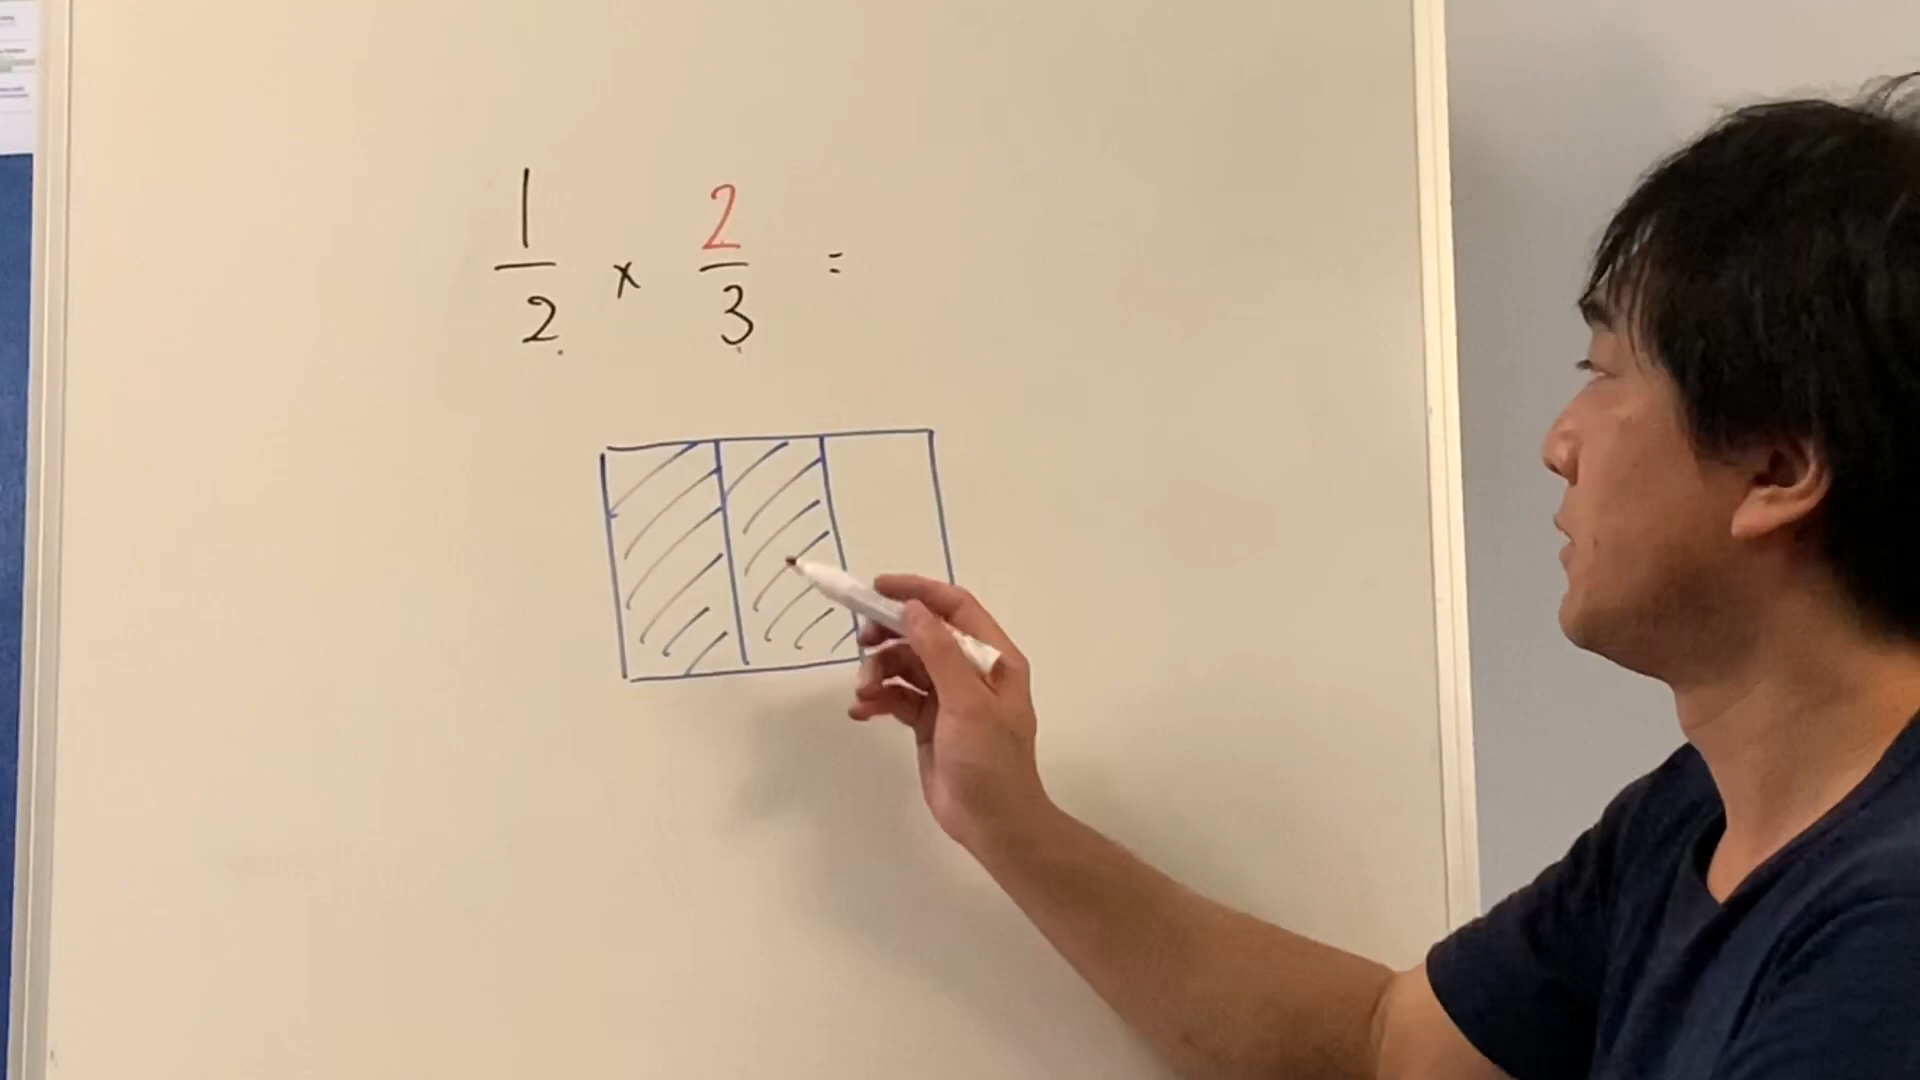 1/2 x 2/3 =